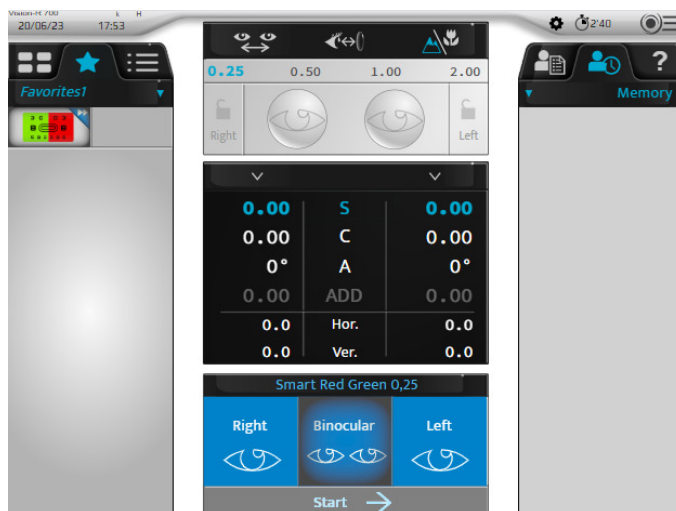 Vision-R 700
20/06/23 17:53
2'40
Favorites1
0.25 0.50 1.00 2.00
Right Left
Memory
?
0.00 S 0.00
0.00 C 0.00
0° A 0°
0.00 ADD 0.00
0.0 Hor. 0.0
0.0 Ver. 0.0
Smart Red Green 0,25
Right Binocular Left
Start